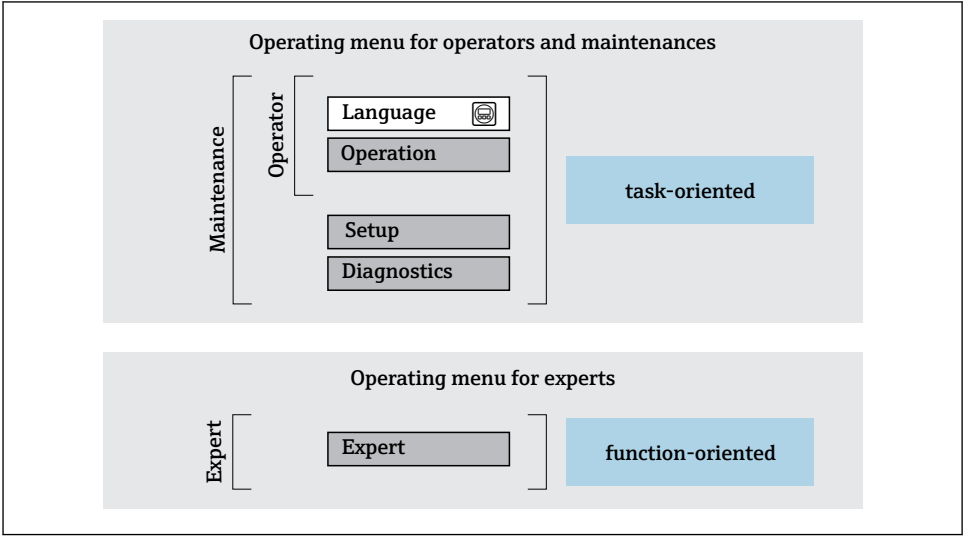 Operating menu for operators and maintenances
Maintenance
Operator
Language
Operation
Setup
Diagnostics
task-oriented
Operating menu for experts
Expert
Expert
function-oriented